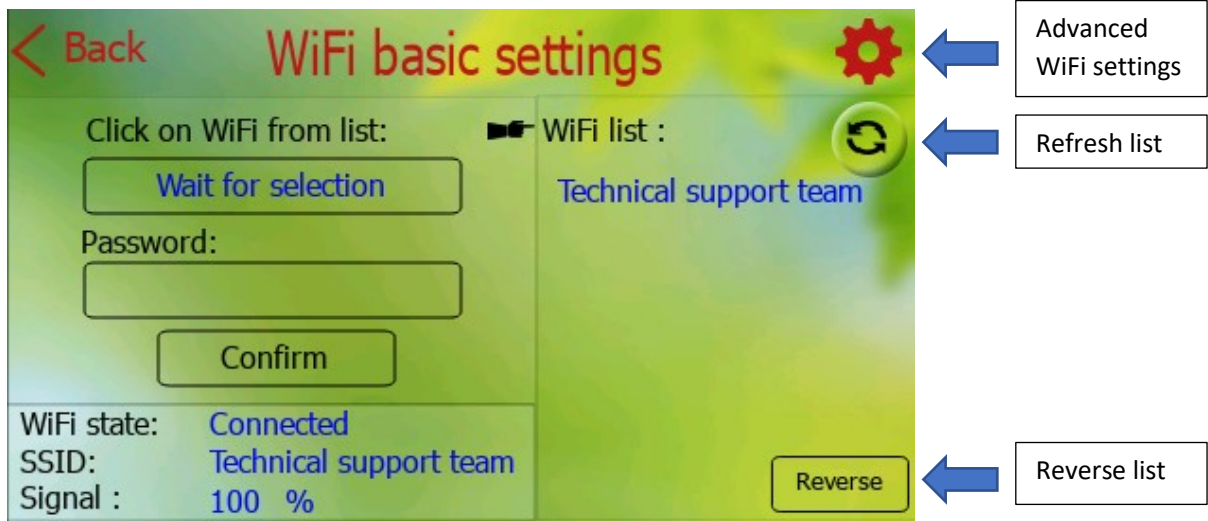 Back
WiFi basic settings
Advanced
WiFi settings
Click on WiFi from list:
WiFi list :
Refresh list
Wait for selection
Technical support team
Password:
Confirm
WiFi state: Connected
SSID: Technical support team
Signal : 100 %
Reverse
Reverse list